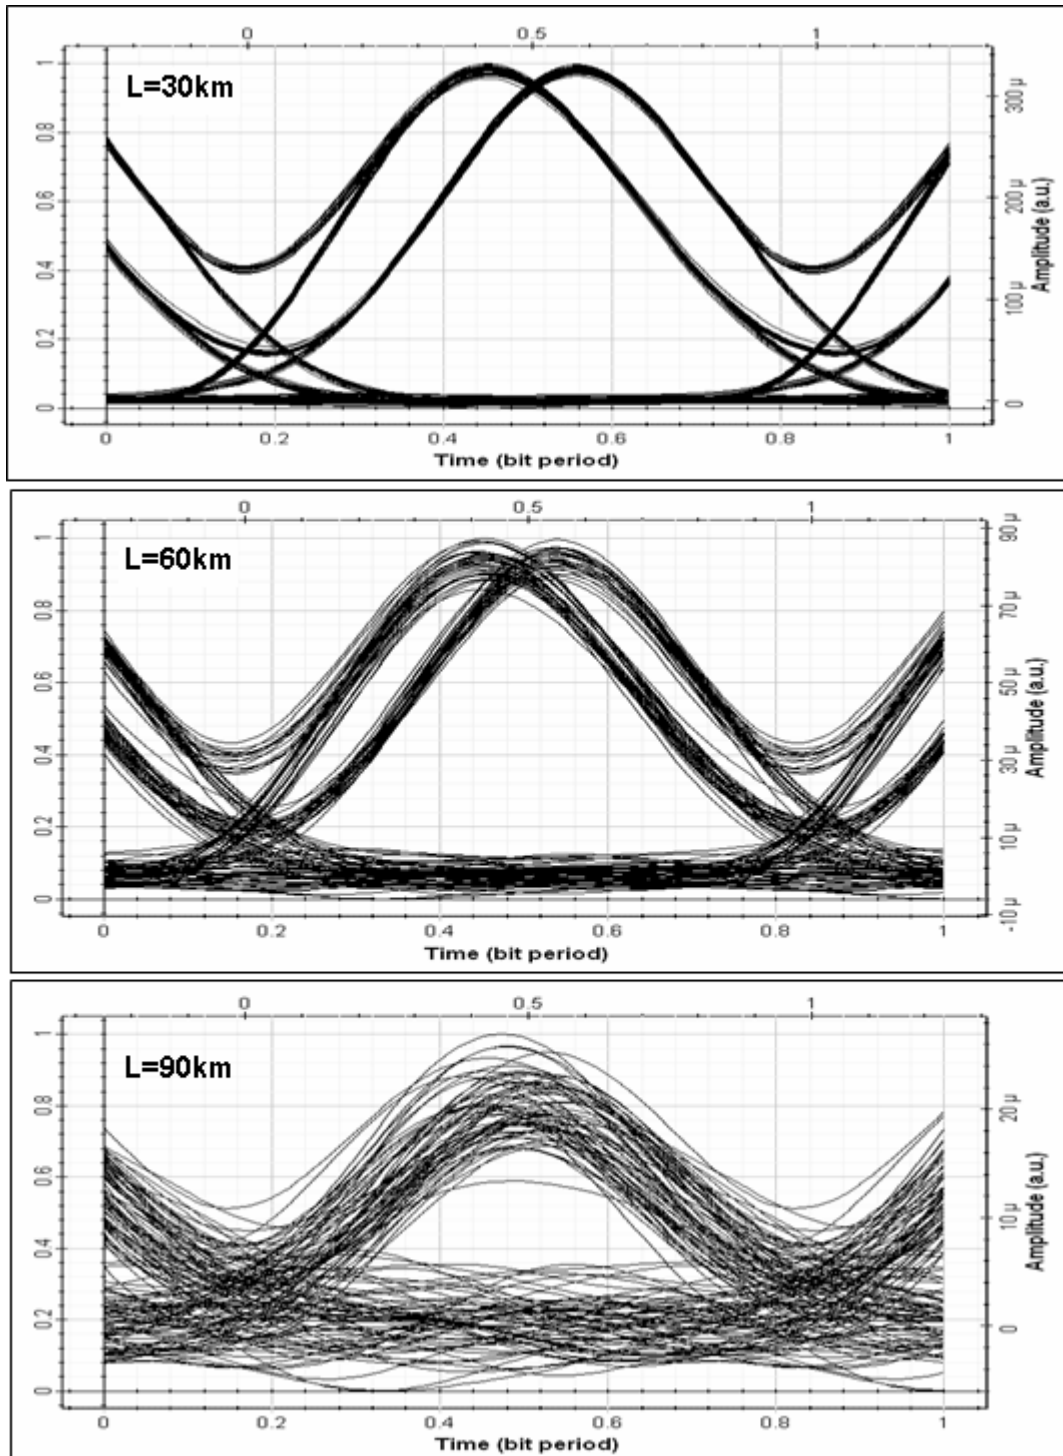 0 0.5 1
L=30km
1
0.8
0.6
0.4
0.2
0
300 µ
200 µ
100 µ
0
Amplitude (a.u.)
0 0.2 0.4 0.6 0.8 1
Time (bit period)
0 0.5 1
L=60km
1
0.8
0.6
0.4
0.2
0
90 µ
70 µ
50 µ
30 µ
10 µ
-10 µ
Amplitude (a.u.)
0 0.2 0.4 0.6 0.8 1
Time (bit period)
0 0.5 1
L=90km
1
0.8
0.6
0.4
0.2
0
20 µ
10 µ
0
Amplitude (a.u.)
0 0.2 0.4 0.6 0.8 1
Time (bit period)